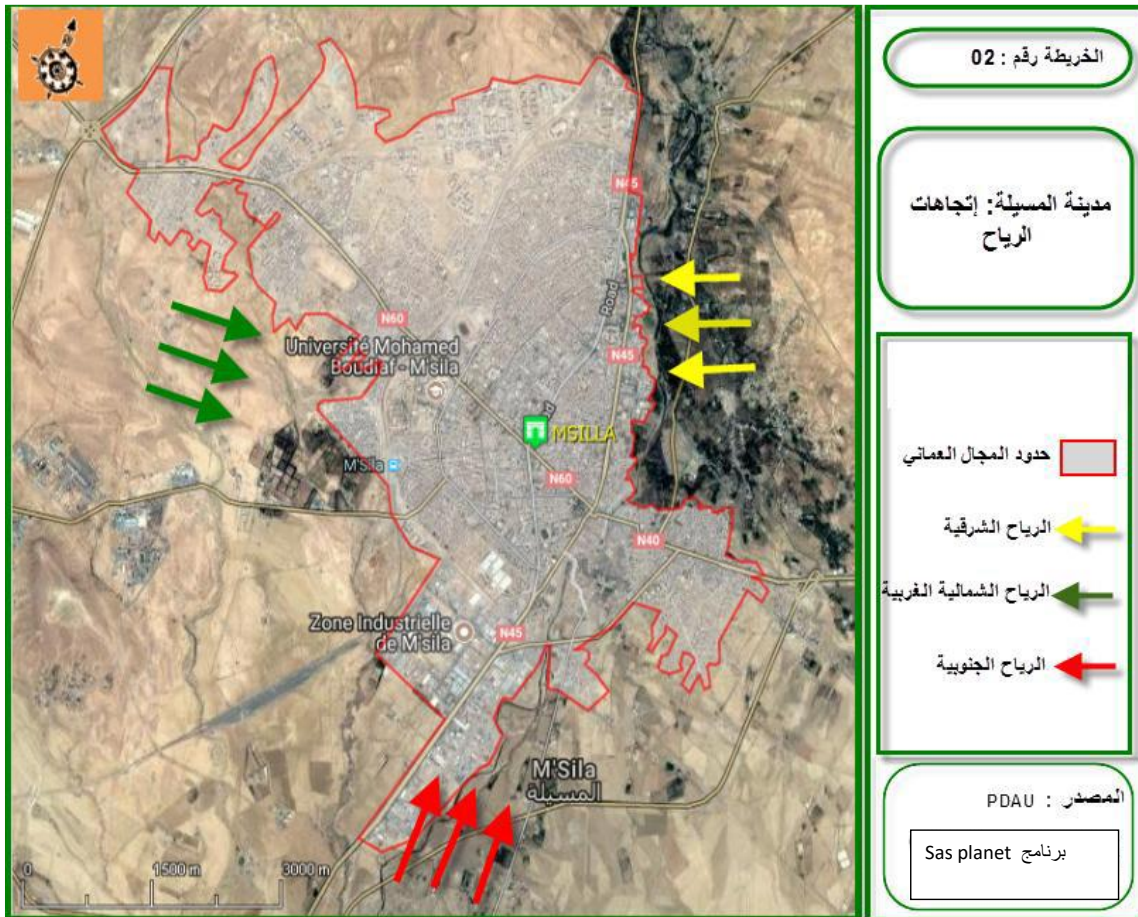 الخريطة رقم : 02
مدينة المسيلة: إتجاهات
الرياح
حدود المجال العماني
الرياح الشرقية
الرياح الشمالية الغربية
الرياح الجنوبية
المصدر : PDAU
برنامج Sas planet
N45
Road
N60
Université Mohamed
Boudiaf - M'sila
N45
MSILLA
M'Sila
N60
N40
Zone Industrielle
de M'sila
N45
M'Sila
المسيلة
0 1500 m 3000 m